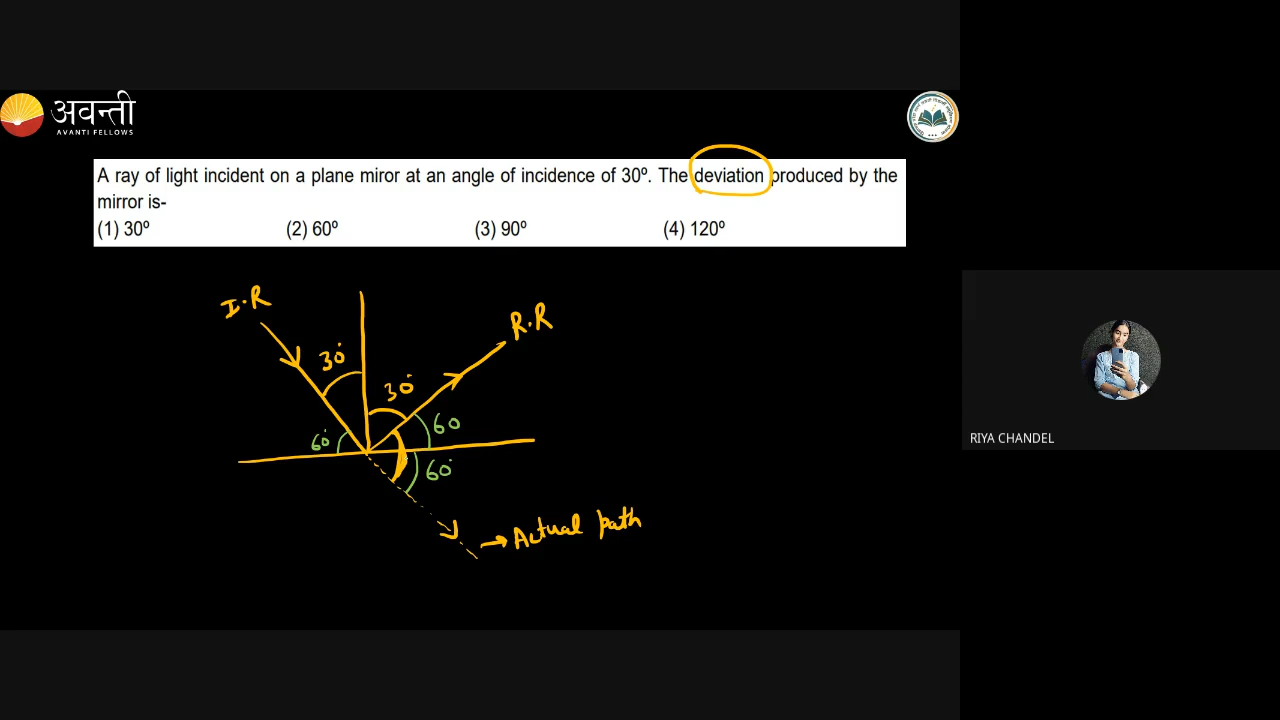 अवन्ती
AVANTI FELLOWS
A ray of light incident on a plane miror at an angle of incidence of 30º. The deviation produced by the
mirror is-
(1) 30º (2) 60º (3) 90º (4) 120º
I.R
R.R
30°
30°
60°
60
60°
→ Actual path
RIYA CHANDEL